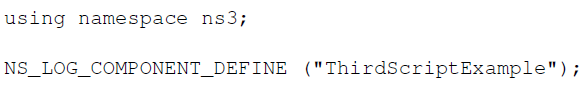 using namespace ns3;
NS_LOG_COMPONENT_DEFINE ("ThirdScriptExample");